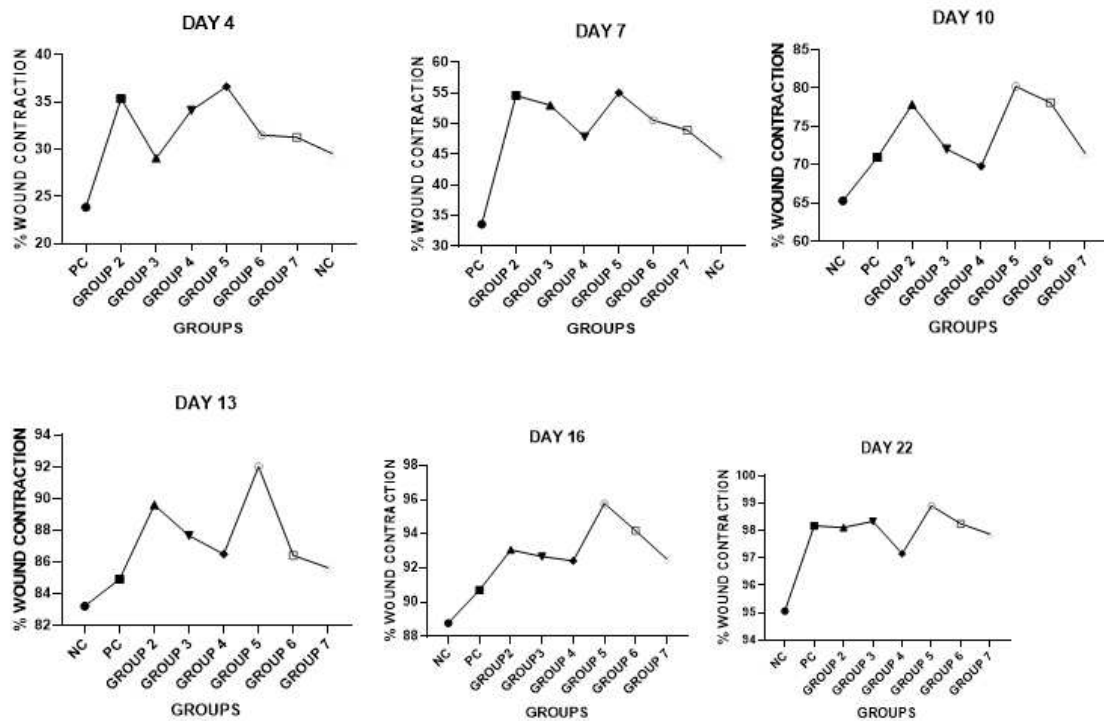 DAY 4
% WOUND CONTRACTION
40
35
30
25
20
PC
GROUP 2
GROUP 3
GROUP 4
GROUP 5
GROUP 6
GROUP 7
NC
GROUPS
DAY 7
% WOUND CONTRACTION
60
55
50
45
40
35
30
PC
GROUP 2
GROUP 3
GROUP 4
GROUP 5
GROUP 6
GROUP 7
NC
GROUPS
DAY 10
% WOUND CONTRACTION
85
80
75
70
65
60
NC
PC
GROUP 2
GROUP 3
GROUP 4
GROUP 5
GROUP 6
GROUP 7
GROUPS
DAY 13
% WOUND CONTRACTION
94
92
90
88
86
84
82
NC
PC
GROUP 2
GROUP 3
GROUP 4
GROUP 5
GROUP 6
GROUP 7
GROUPS
DAY 16
% WOUND CONTRACTION
98
96
94
92
90
88
NC
PC
GROUP 2
GROUP 3
GROUP 4
GROUP 5
GROUP 6
GROUP 7
GROUPS
DAY 22
% WOUND CONTRACTION
100
99
98
97
96
95
94
NC
PC
GROUP 2
GROUP 3
GROUP 4
GROUP 5
GROUP 6
GROUP 7
GROUPS